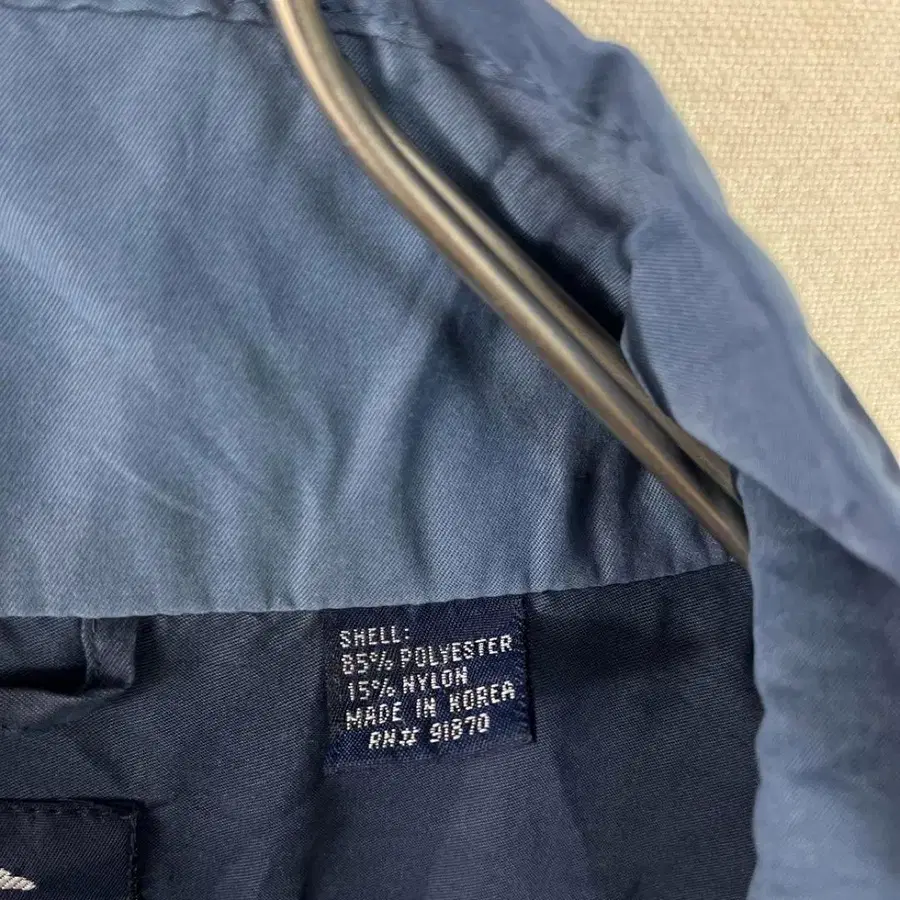 SHELL:
85% POLYESTER
15% NYLON
MADE IN KOREA
RN# 91870